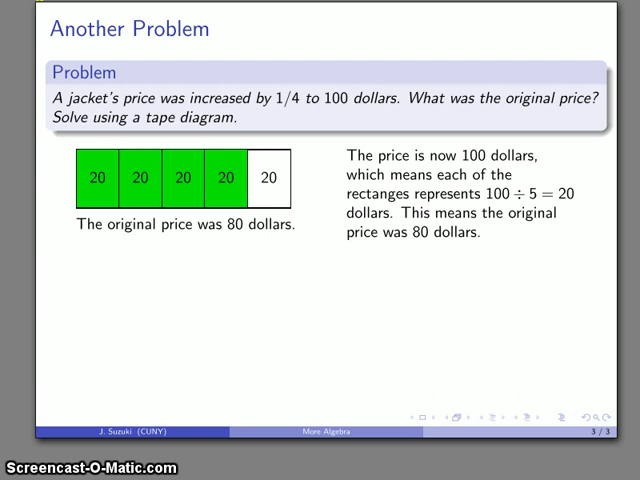 Another Problem
Problem
A jacket's price was increased by 1/4 to 100 dollars. What was the original price?
Solve using a tape diagram.
20 20 20 20 20
The original price was 80 dollars.
The price is now 100 dollars,
which means each of the
rectanges represents 100 ÷ 5 = 20
dollars. This means the original
price was 80 dollars.
J. Suzuki (CUNY)
More Algebra
3 / 3
Screencast-O-Matic.com